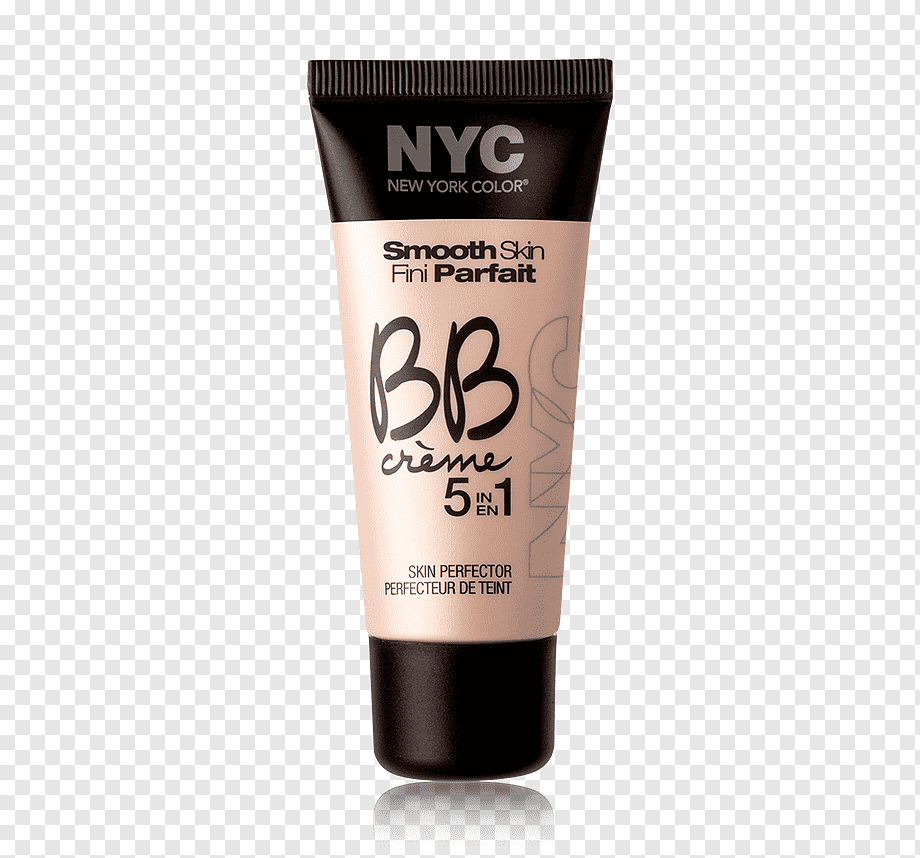 NYC
NEW YORK COLOR®
Smooth Skin
Fini Parfait
BB
crème
5 IN EN 1
NYC
SKIN PERFECTOR
PERFECTEUR DE TEINT